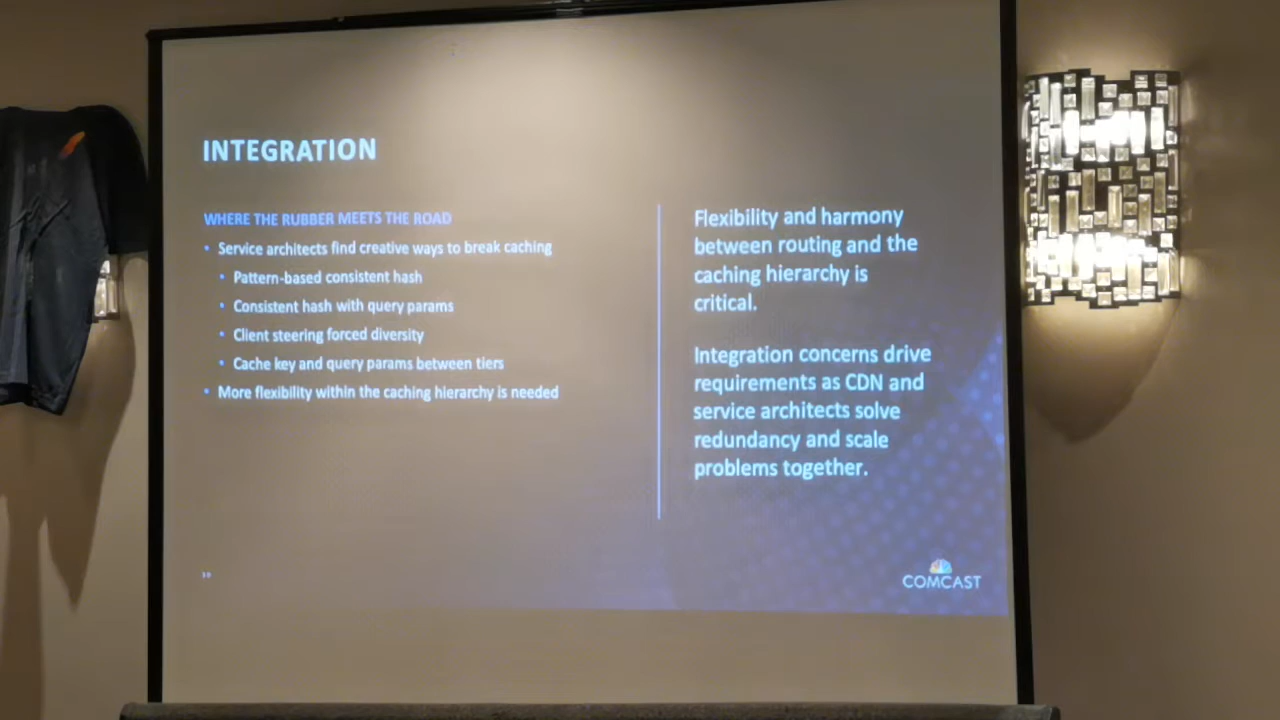 INTEGRATION
WHERE THE RUBBER MEETS THE ROAD
• Service architects find creative ways to break caching
• Pattern-based consistent hash
• Consistent hash with query params
• Client steering forced diversity
• Cache key and query params between tiers
• More flexibility within the caching hierarchy is needed
Flexibility and harmony
between routing and the
caching hierarchy is
critical.
Integration concerns drive
requirements as CDN and
service architects solve
redundancy and scale
problems together.
COMCAST